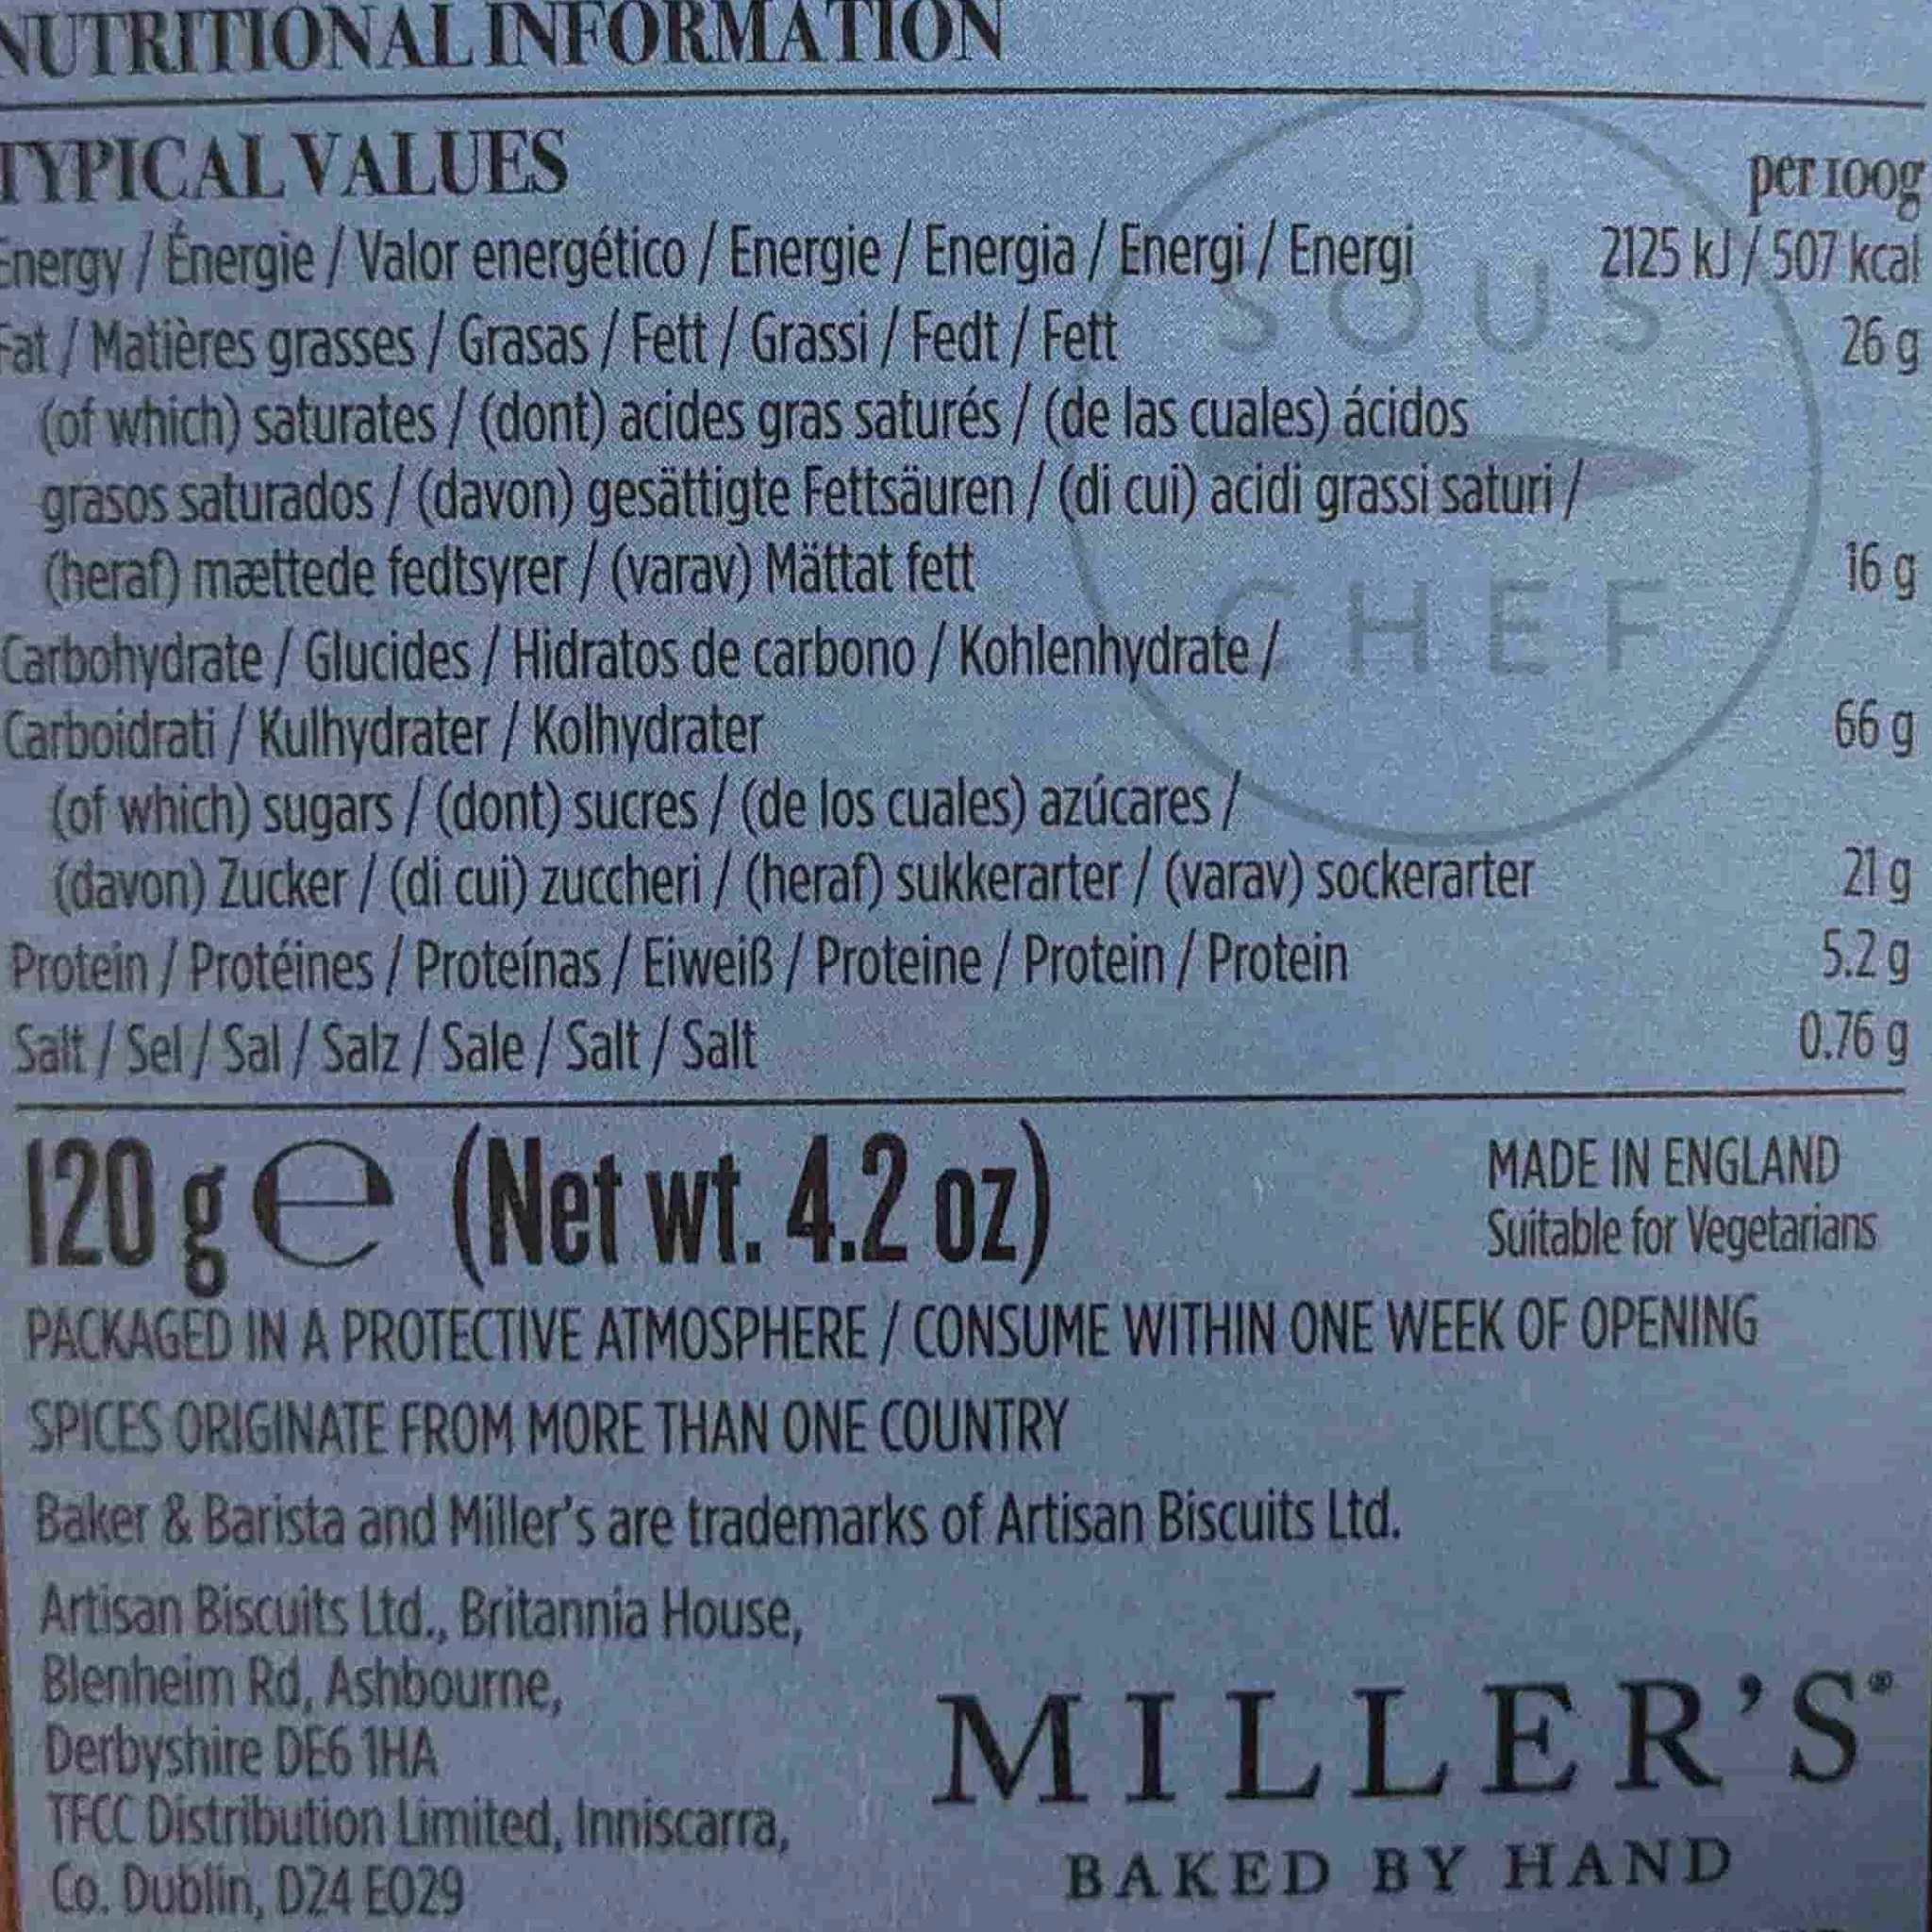 NUTRITIONAL INFORMATION
TYPICAL VALUES per 100g
Energy / Énergie / Valor energético / Energie / Energia / Energi / Energi 2125 kJ / 507 kcal
Fat / Matières grasses / Grasas / Fett / Grassi / Fedt / Fett 26 g
(of which) saturates / (dont) acides gras saturés / (de las cuales) ácidos
grasos saturados / (davon) gesättigte Fettsäuren / (di cui) acidi grassi saturi /
(heraf) mættede fedtsyrer / (varav) Mättat fett 16 g
Carbohydrate / Glucides / Hidratos de carbono / Kohlenhydrate /
Carboidrati / Kulhydrater / Kolhydrater 66 g
(of which) sugars / (dont) sucres / (de los cuales) azúcares /
(davon) Zucker / (di cui) zuccheri / (heraf) sukkerarter / (varav) sockerarter 21 g
Protein / Protéines / Proteínas / Eiweiß / Proteine / Protein / Protein 5.2 g
Salt / Sel / Sal / Salz / Sale / Salt / Salt 0.76 g
SOUS
CHEF
120 g e (Net wt. 4.2 oz)
MADE IN ENGLAND
Suitable for Vegetarians
PACKAGED IN A PROTECTIVE ATMOSPHERE / CONSUME WITHIN ONE WEEK OF OPENING
SPICES ORIGINATE FROM MORE THAN ONE COUNTRY
Baker & Barista and Miller's are trademarks of Artisan Biscuits Ltd.
Artisan Biscuits Ltd., Britannia House,
Blenheim Rd, Ashbourne,
Derbyshire DE6 1HA
TFCC Distribution Limited, Inniscarra,
Co. Dublin, D24 E029
MILLER'S®
BAKED BY HAND